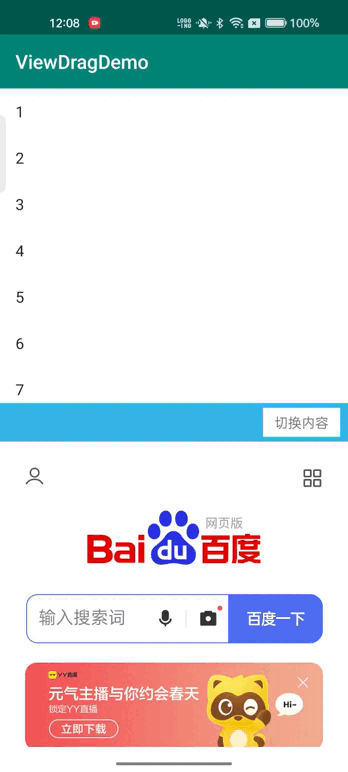 12:08 LOGO -ING 100%
ViewDragDemo
1
2
3
4
5
6
7
切换内容
网页版
Bai du 百度
输入搜索词 百度一下
YY直播
元气主播与你约会春天
锁定YY直播
Hi~
立即下载